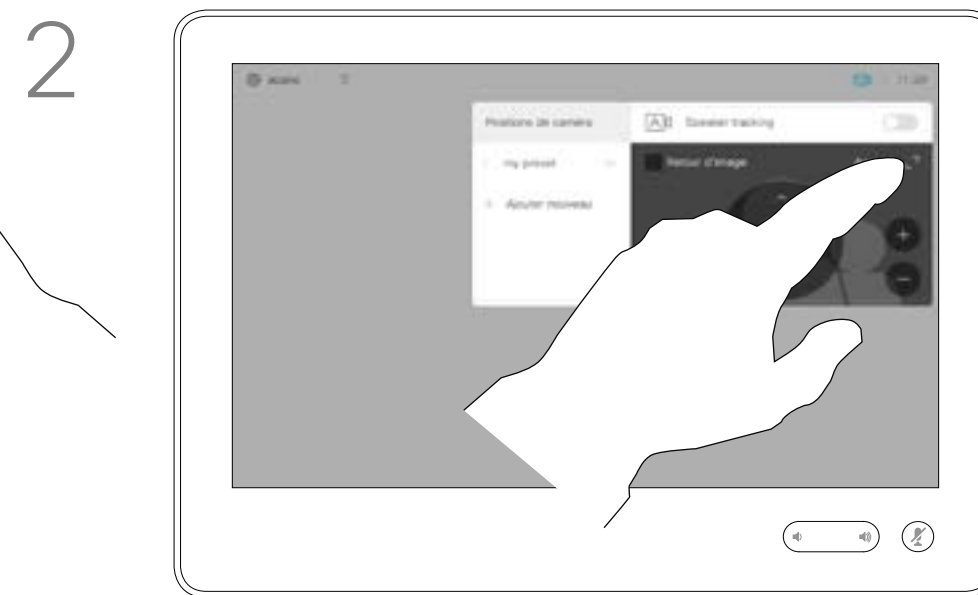 2
Positions de caméra
Speaker tracking
my preset
Retour d'image
Ajouter nouveau